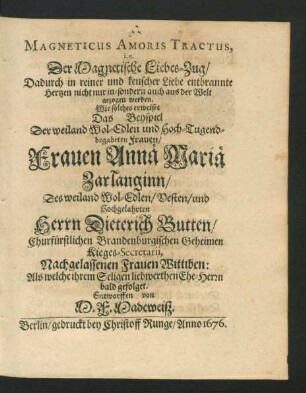 MAGNETICUS AMORIS TRACTUS,
i.e.
Der Magnetische Liebes-Zug/
Dadurch in reiner und keuscher Liebe entbrannte
Hertzen nicht nur in-sondern auch aus der Welt
gezogen werden.
Wie solches erweiset
Das Beyspiel
Der weiland Wol-Edlen und Hoch-Tugend-
begabeten Frauen/
Frauen Annä Mariä
Zarlanginn/
Des weiland Wol-Edlen/Vesten/und
Hochgelahrten
Herrn Dieterich Butten/
Churfürstlichen Brandenburgischen Geheimen
Krieges-Secretarii,
Nachgelassenen Frauen Wittiben:
Als welche ihrem Seligen liebwerthen Ehe-Herrn
bald gefolget.
Entworffen von
M. F. Madeweiß.
Berlin/gedruckt bey Christoff Runge/Anno 1676.